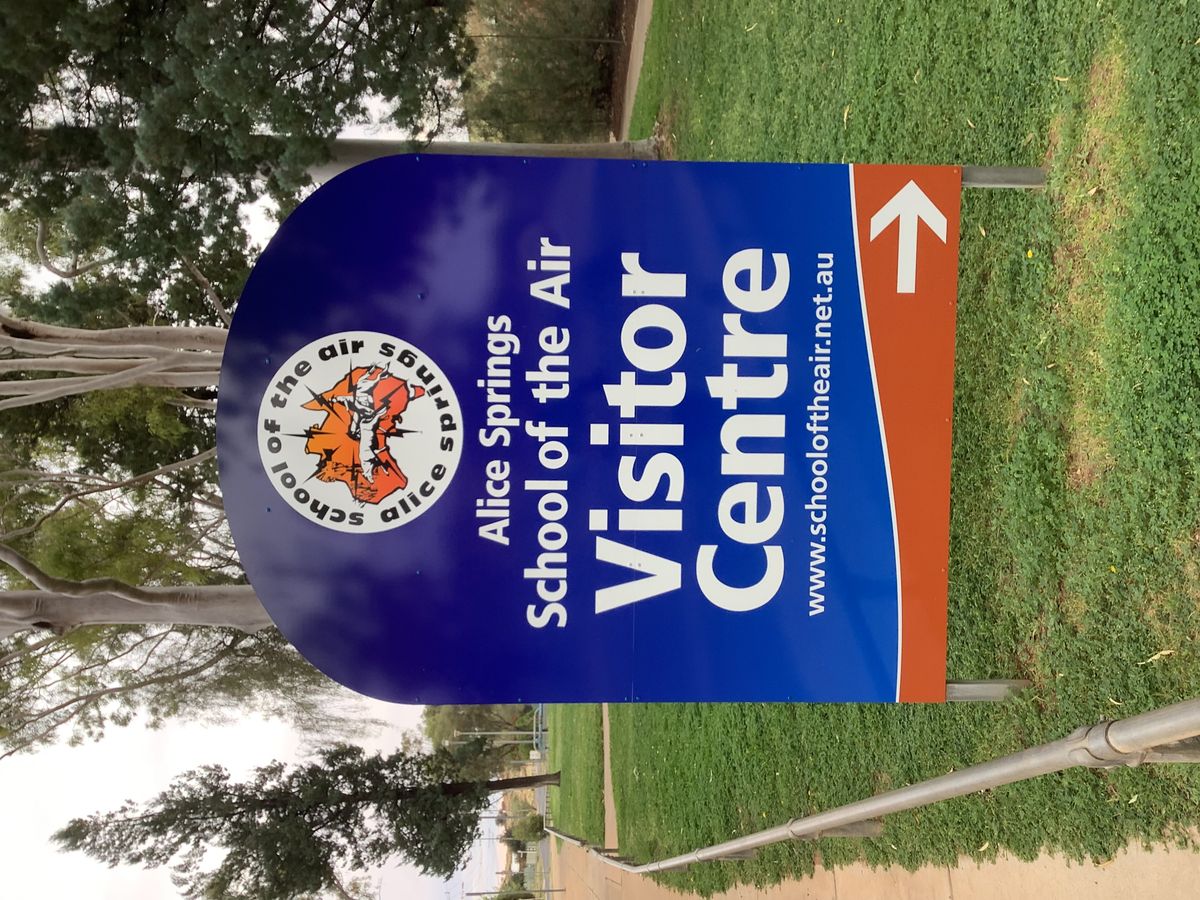 school of the air
alice springs
Alice Springs
School of the Air
Visitor
Centre
www.schooloftheair.net.au